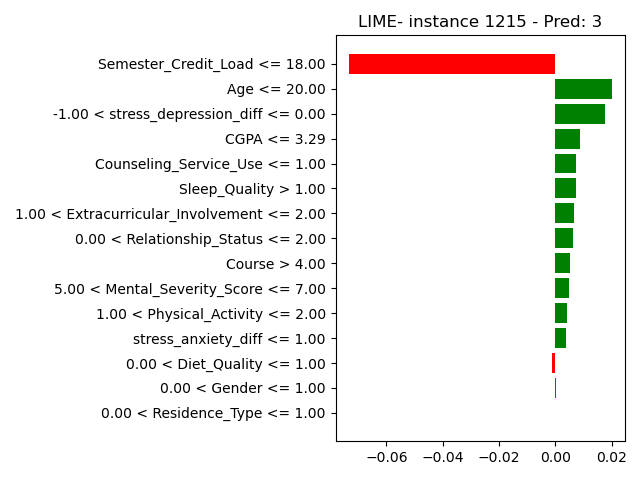 LIME- instance 1215 - Pred: 3
Semester_Credit_Load <= 18.00
Age <= 20.00
-1.00 < stress_depression_diff <= 0.00
CGPA <= 3.29
Counseling_Service_Use <= 1.00
Sleep_Quality > 1.00
1.00 < Extracurricular_Involvement <= 2.00
0.00 < Relationship_Status <= 2.00
Course > 4.00
5.00 < Mental_Severity_Score <= 7.00
1.00 < Physical_Activity <= 2.00
stress_anxiety_diff <= 1.00
0.00 < Diet_Quality <= 1.00
0.00 < Gender <= 1.00
0.00 < Residence_Type <= 1.00
−0.06 −0.04 −0.02 0.00 0.02